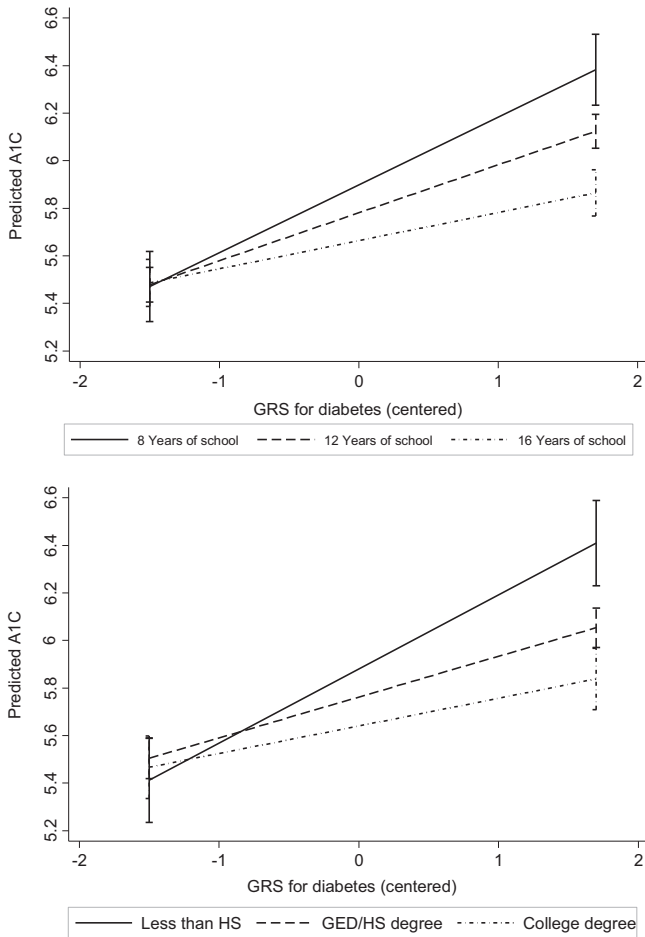 6.6
6.4
6.2
6
5.8
5.6
5.4
5.2
Predicted A1C
-2 -1 0 1 2
GRS for diabetes (centered)
8 Years of school 12 Years of school 16 Years of school
6.6
6.4
6.2
6
5.8
5.6
5.4
5.2
Predicted A1C
-2 -1 0 1 2
GRS for diabetes (centered)
Less than HS GED/HS degree College degree